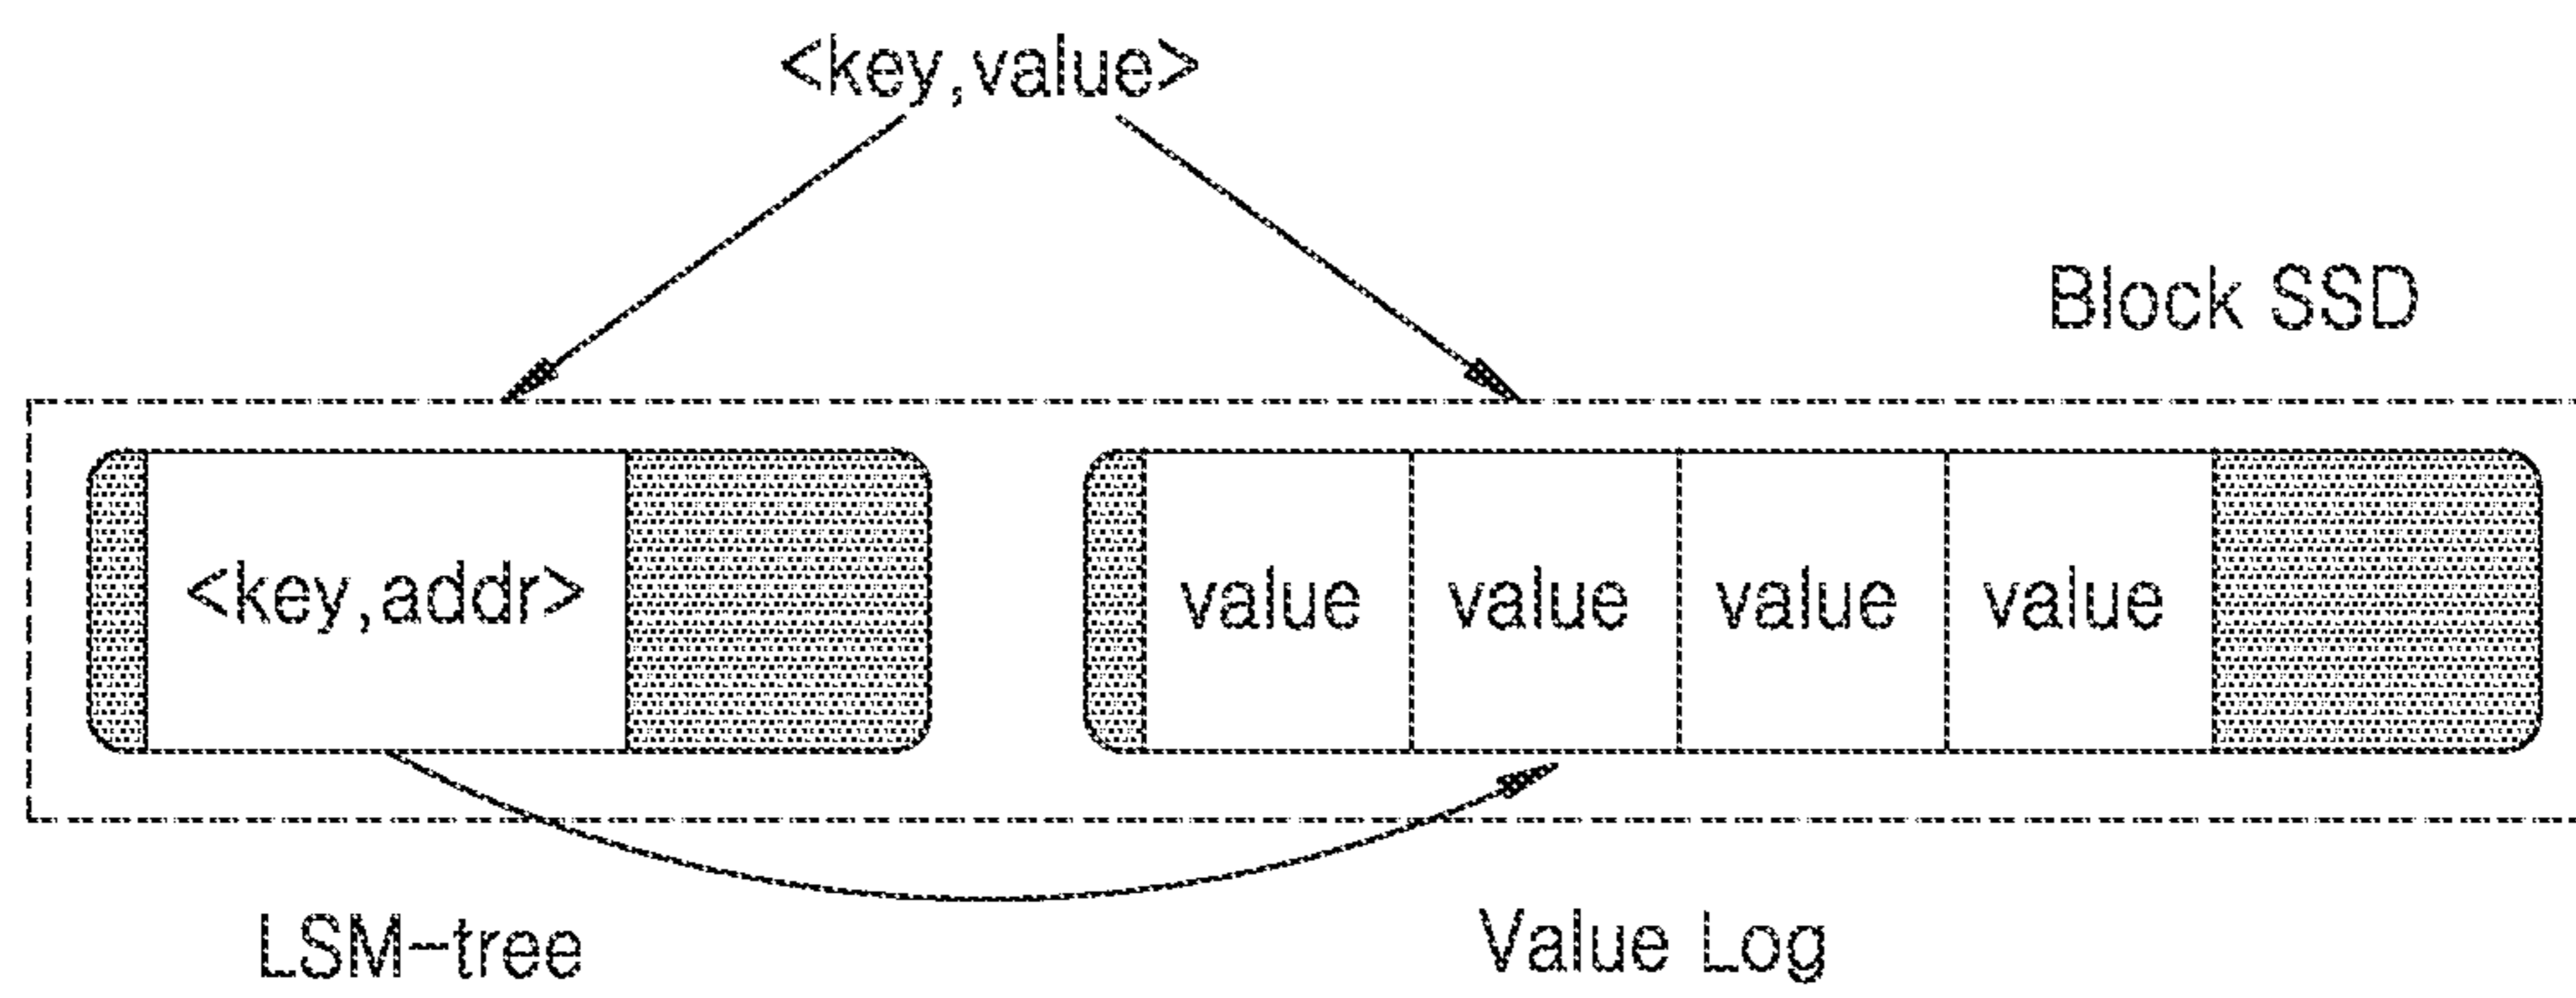 <key,value>
Block SSD
<key,addr>
value
value
value
value
LSM-tree
Value Log